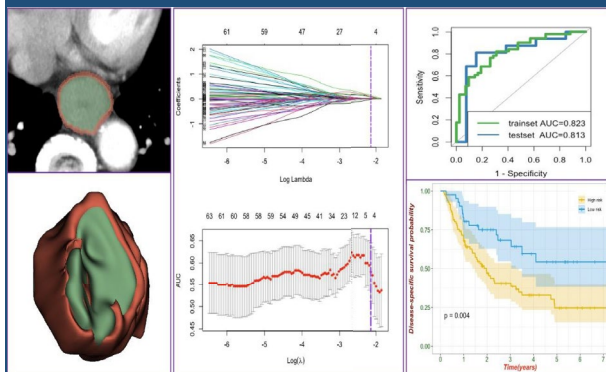 61 59 47 27 4
Coefficients
2
1
0
-1
-6 -5 -4 -3 -2
Log Lambda
63 61 60 58 58 59 54 49 45 41 34 23 12 5 4
AUC
0.65
0.60
0.55
0.50
0.45
-6 -5 -4 -3 -2
Log(λ)
Sensitivity
1.0
0.8
0.6
0.4
0.2
0.0
trainset AUC=0.823
testset AUC=0.813
0.0 0.2 0.4 0.6 0.8 1.0
1 - Specificity
High risk
Low risk
Disease-specific survival probability
1.00
0.75
0.50
0.25
0.00
p = 0.004
0 1 2 3 4 5 6 7
Time(years)